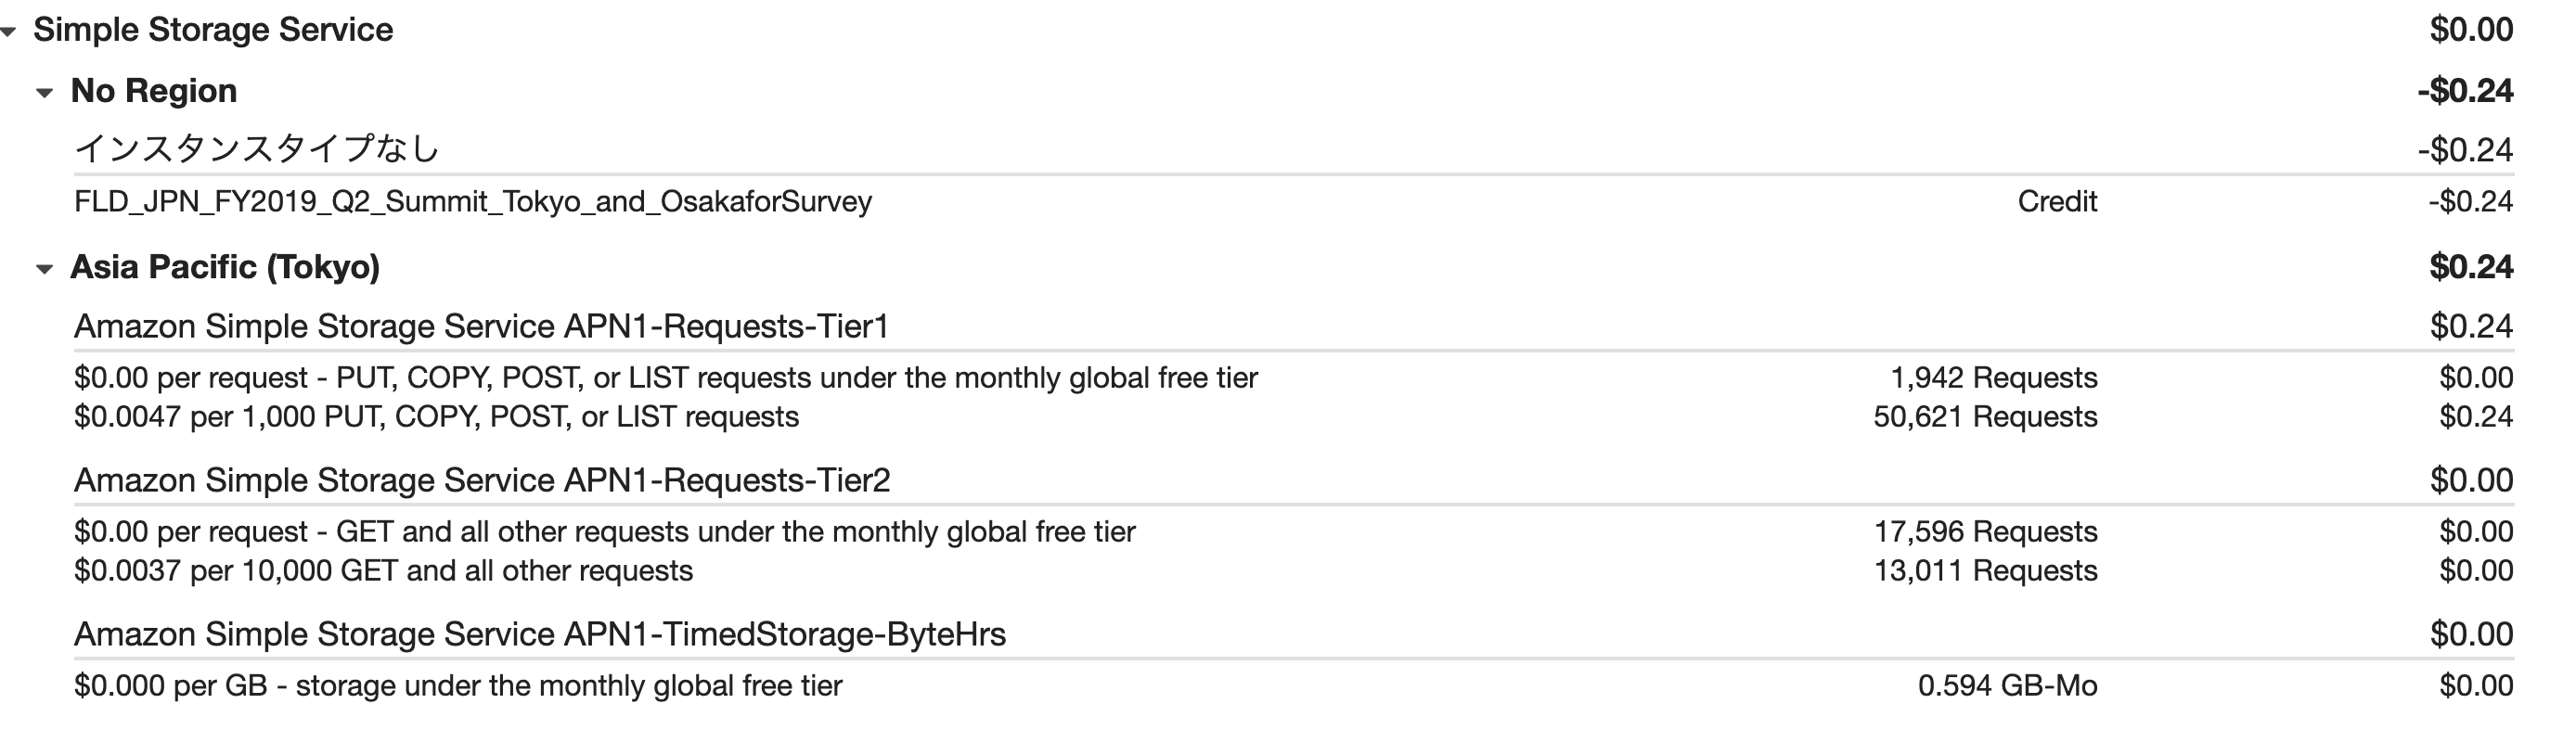 Simple Storage Service $0.00
No Region -$0.24
インスタンスタイプなし -$0.24
FLD_JPN_FY2019_Q2_Summit_Tokyo_and_OsakaforSurvey Credit -$0.24
Asia Pacific (Tokyo) $0.24
Amazon Simple Storage Service APN1-Requests-Tier1 $0.24
$0.00 per request - PUT, COPY, POST, or LIST requests under the monthly global free tier 1,942 Requests $0.00
$0.0047 per 1,000 PUT, COPY, POST, or LIST requests 50,621 Requests $0.24
Amazon Simple Storage Service APN1-Requests-Tier2 $0.00
$0.00 per request - GET and all other requests under the monthly global free tier 17,596 Requests $0.00
$0.0037 per 10,000 GET and all other requests 13,011 Requests $0.00
Amazon Simple Storage Service APN1-TimedStorage-ByteHrs $0.00
$0.000 per GB - storage under the monthly global free tier 0.594 GB-Mo $0.00